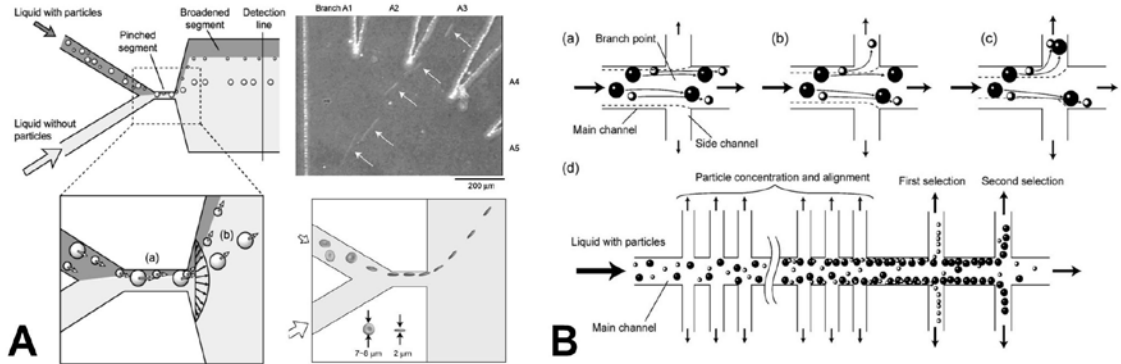 Liquid with particles
Broadened
segment
Pinched
segment
Detection
line
Liquid without
particles
(a)
(b)
Branch A1
A2
A3
A4
A5
200 μm
7~8 μm
2 μm
A
(a)
Branch point
Main channel
Side channel
(b)
(c)
(d)
Particle concentration and alignment
First selection
Second selection
Liquid with particles
Main channel
B